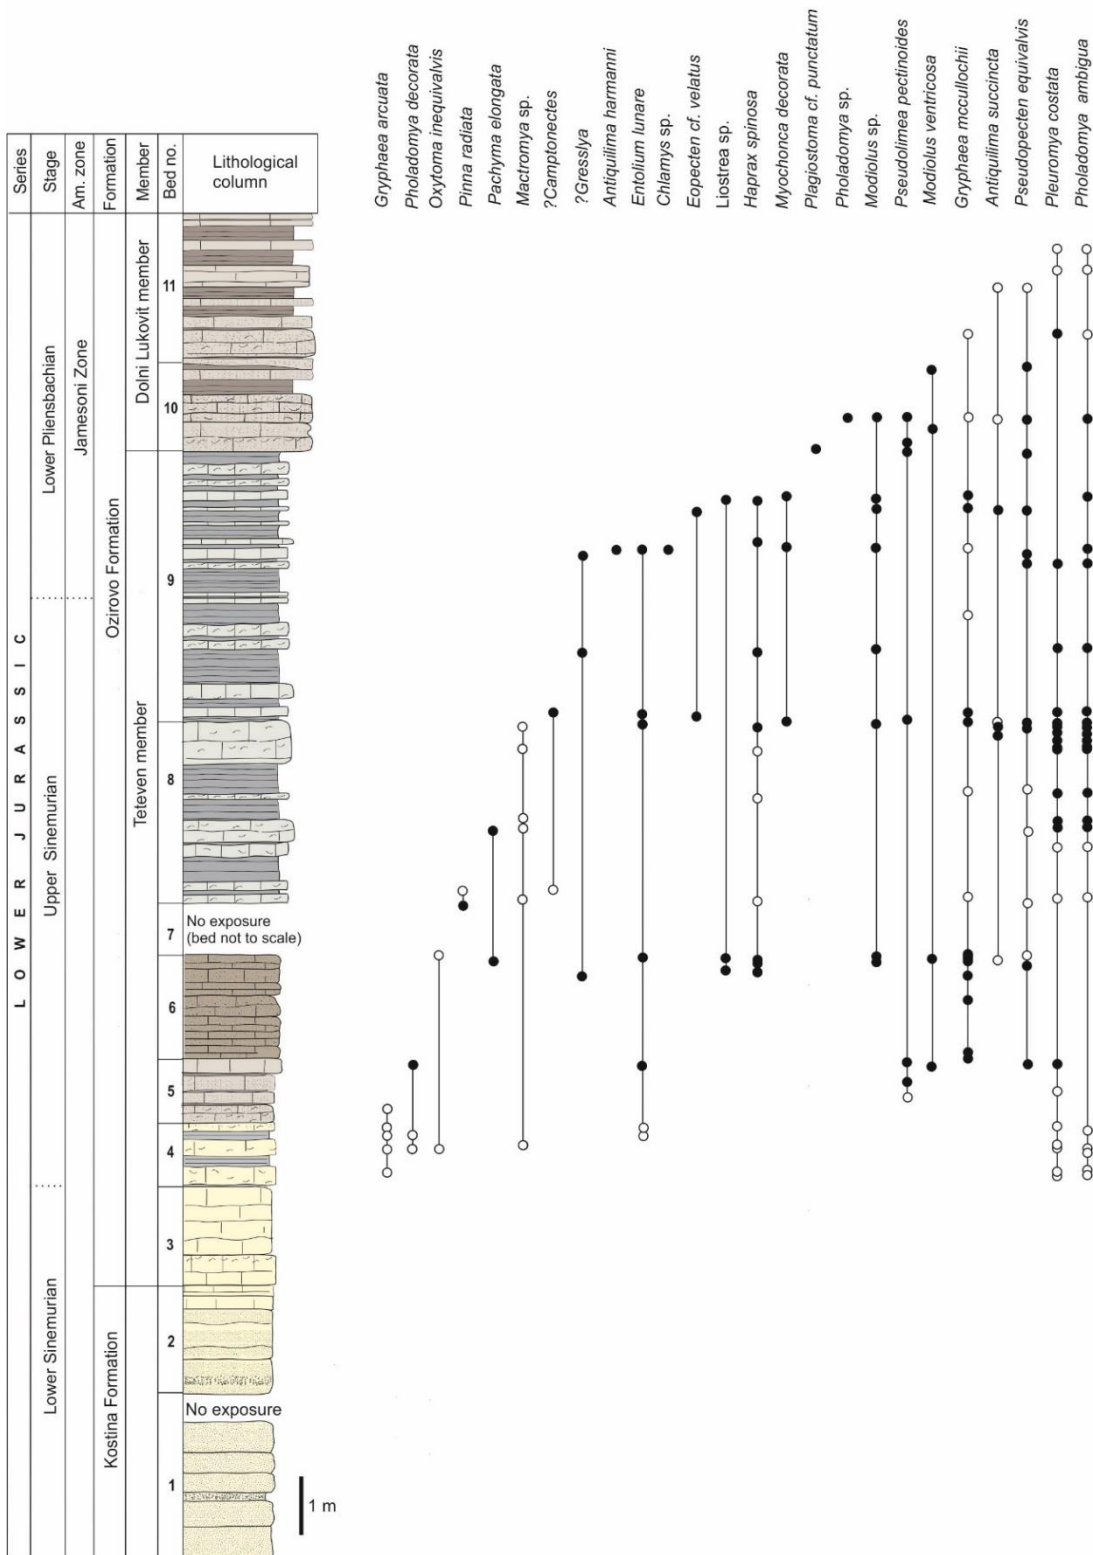 Series
Stage
Am. zone
Formation
Member
Bed no.
Lithological
column
Gryphaea arcuata
Pholadomya decorata
Oxytoma inequivalvis
Pinna radiata
Pachyma elongata
Mactromya sp.
?Camptonectes
?Gresslya
Antiquilima harmanni
Entolium lunare
Chlamys sp.
Eopecten cf. velatus
Liostrea sp.
Haprax spinosa
Myochonca decorata
Plagiostoma cf. punctatum
Pholadomya sp.
Modiolus sp.
Pseudolimea pectinoides
Modiolus ventricosa
Gryphaea mccullochii
Antiquilima succincta
Pseudopecten equivalvis
Pleuromya costata
Pholadomya ambigua
LOWER JURASSIC
Lower Pliensbachian
Upper Sinemurian
Lower Sinemurian
Jamesoni Zone
Ozirovo Formation
Kostina Formation
Dolni Lukovit member
Teteven member
11
10
9
8
7
6
5
4
3
2
1
No exposure
(bed not to scale)
No exposure
1 m